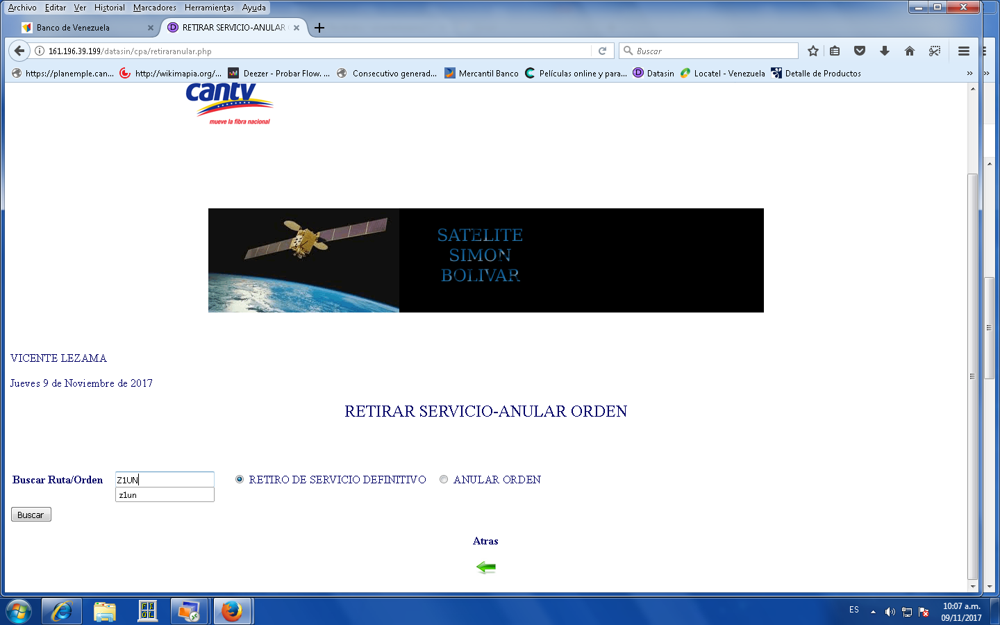 Archivo Editar Ver Historial Marcadores Herramientas Ayuda
Banco de Venezuela
RETIRAR SERVICIO-ANULAR
161.196.39.199/datasin/cpa/retiraranular.php
Buscar
https://planemple.can...
http://wikimapia.org/...
Deezer - Probar Flow. ...
Consecutivo generad...
Mercantil Banco
Películas online y para...
Datasin
Locatel - Venezuela
Detalle de Productos
cantv
mueve la fibra nacional
SATELITE
SIMON
BOLIVAR
VICENTE LEZAMA
Jueves 9 de Noviembre de 2017
RETIRAR SERVICIO-ANULAR ORDEN
Buscar Ruta/Orden Z1UN RETIRO DE SERVICIO DEFINITIVO ANULAR ORDEN
z1un
Buscar
Atras
ES
10:07 a.m.
09/11/2017